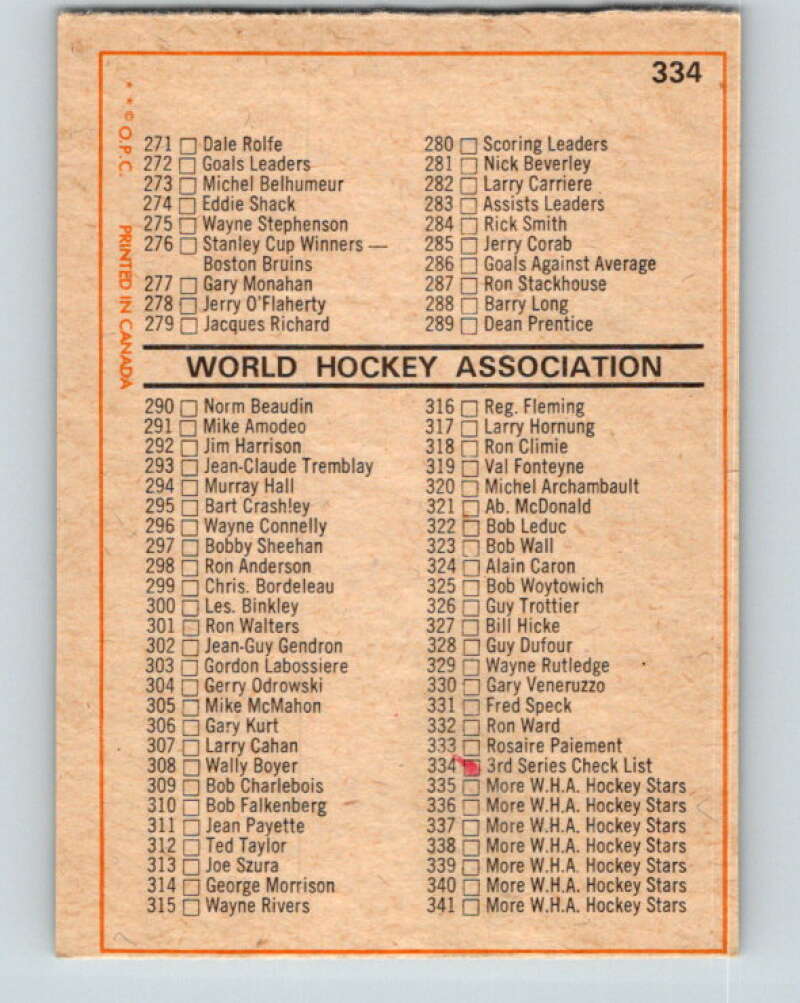 334
* * © O.P.C. PRINTED IN CANADA
271 Dale Rolfe
272 Goals Leaders
273 Michel Belhumeur
274 Eddie Shack
275 Wayne Stephenson
276 Stanley Cup Winners —
Boston Bruins
277 Gary Monahan
278 Jerry O'Flaherty
279 Jacques Richard
280 Scoring Leaders
281 Nick Beverley
282 Larry Carriere
283 Assists Leaders
284 Rick Smith
285 Jerry Corab
286 Goals Against Average
287 Ron Stackhouse
288 Barry Long
289 Dean Prentice
WORLD HOCKEY ASSOCIATION
290 Norm Beaudin
291 Mike Amodeo
292 Jim Harrison
293 Jean-Claude Tremblay
294 Murray Hall
295 Bart Crash!ey
296 Wayne Connelly
297 Bobby Sheehan
298 Ron Anderson
299 Chris. Bordeleau
300 Les. Binkley
301 Ron Walters
302 Jean-Guy Gendron
303 Gordon Labossiere
304 Gerry Odrowski
305 Mike McMahon
306 Gary Kurt
307 Larry Cahan
308 Wally Boyer
309 Bob Charlebois
310 Bob Falkenberg
311 Jean Payette
312 Ted Taylor
313 Joe Szura
314 George Morrison
315 Wayne Rivers
316 Reg. Fleming
317 Larry Hornung
318 Ron Climie
319 Val Fonteyne
320 Michel Archambault
321 Ab. McDonald
322 Bob Leduc
323 Bob Wall
324 Alain Caron
325 Bob Woytowich
326 Guy Trottier
327 Bill Hicke
328 Guy Dufour
329 Wayne Rutledge
330 Gary Veneruzzo
331 Fred Speck
332 Ron Ward
333 Rosaire Paiement
334 3rd Series Check List
335 More W.H.A. Hockey Stars
336 More W.H.A. Hockey Stars
337 More W.H.A. Hockey Stars
338 More W.H.A. Hockey Stars
339 More W.H.A. Hockey Stars
340 More W.H.A. Hockey Stars
341 More W.H.A. Hockey Stars